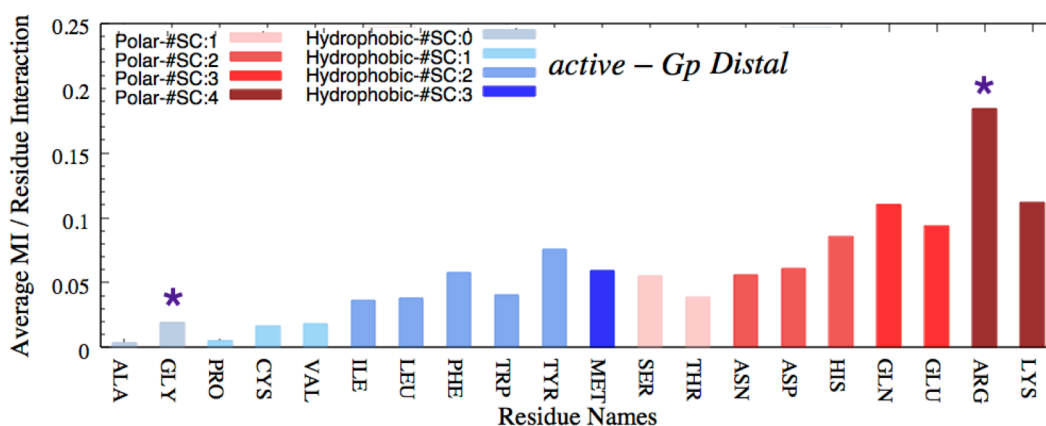 Average MI / Residue Interaction
0.25
0.2
0.15
0.1
0.05
0
Polar-#SC:1
Polar-#SC:2
Polar-#SC:3
Polar-#SC:4
Hydrophobic-#SC:0
Hydrophobic-#SC:1
Hydrophobic-#SC:2
Hydrophobic-#SC:3
active – Gp Distal
*
*
ALA
GLY
PRO
CYS
VAL
ILE
LEU
PHE
TRP
TYR
MET
SER
THR
ASN
ASP
HIS
GLN
GLU
ARG
LYS
Residue Names